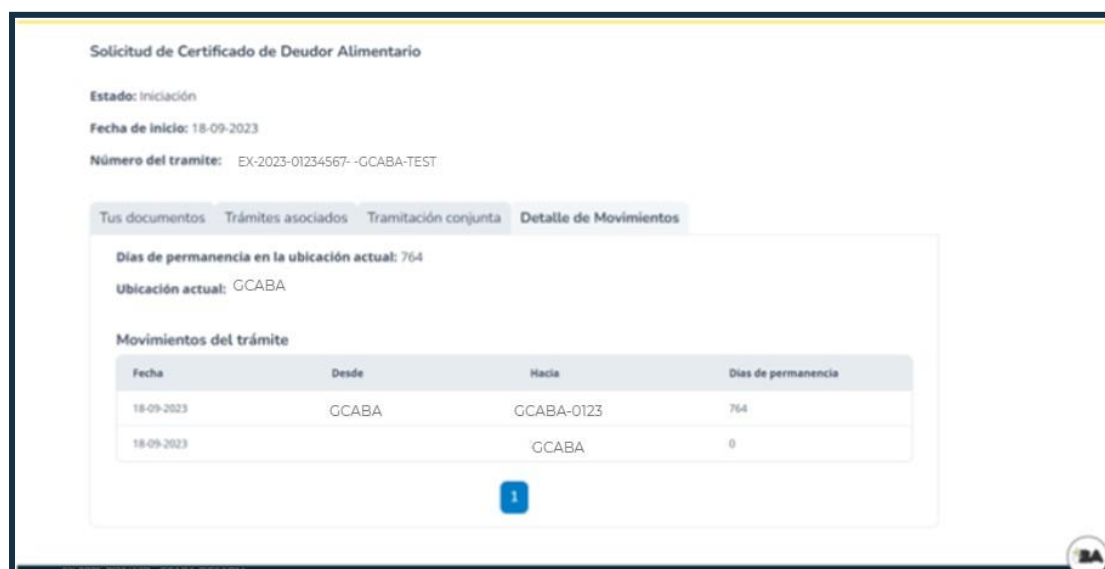 Solicitud de Certificado de Deudor Alimentario
Estado: Iniciación
Fecha de inicio: 18-09-2023
Número del tramite: EX-2023-01234567- -GCABA-TEST
Tus documentos Trámites asociados Tramitación conjunta Detalle de Movimientos
Días de permanencia en la ubicación actual: 764
Ubicación actual: GCABA
Movimientos del trámite
Fecha Desde Hacia Días de permanencia
18-09-2023 GCABA GCABA-0123 764
18-09-2023 GCABA 0
1
BA